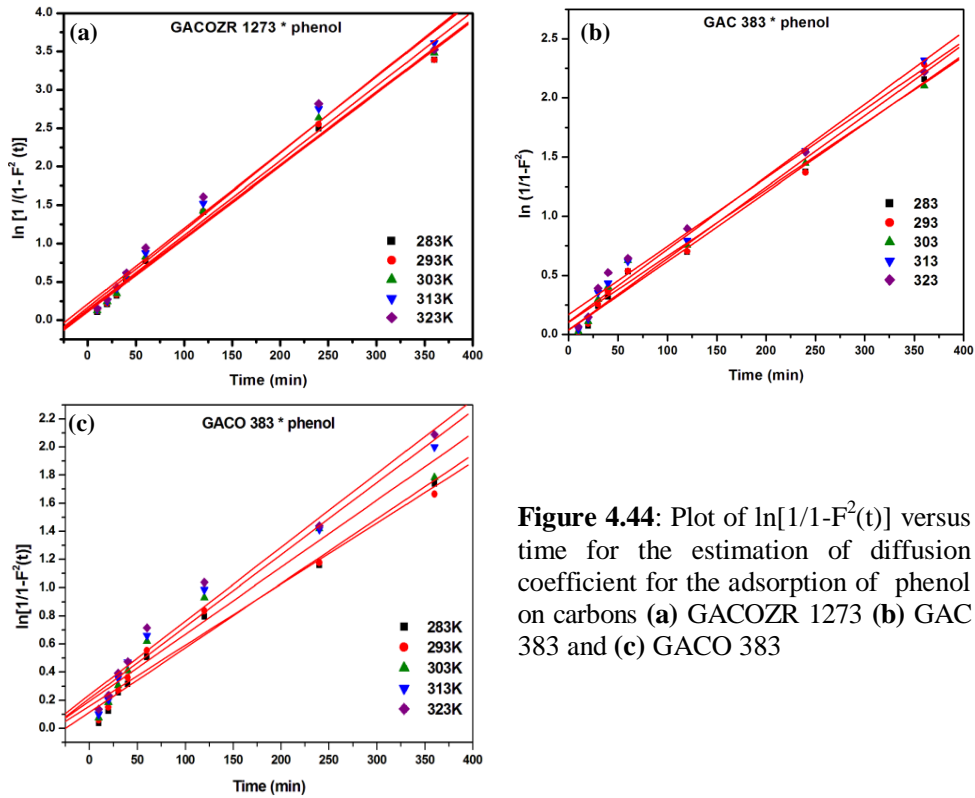 (a)
GACOZR 1273 * phenol
4.0
3.5
3.0
2.5
2.0
1.5
1.0
0.5
0.0
ln [1 /(1- F² (t)]
283K
293K
303K
313K
323K
0 50 100 150 200 250 300 350 400
Time (min)
(b)
GAC 383 * phenol
2.5
2.0
1.5
1.0
0.5
0.0
ln (1/1-F²)
283
293
303
313
323
0 50 100 150 200 250 300 350 400
Time (min)
(c)
GACO 383 * phenol
2.2
2.0
1.8
1.6
1.4
1.2
1.0
0.8
0.6
0.4
0.2
0.0
ln[1/1-F²(t)]
283K
293K
303K
313K
323K
0 50 100 150 200 250 300 350 400
Time (min)
Figure 4.44: Plot of ln[1/1-F²(t)] versus
time for the estimation of diffusion
coefficient for the adsorption of phenol
on carbons (a) GACOZR 1273 (b) GAC
383 and (c) GACO 383